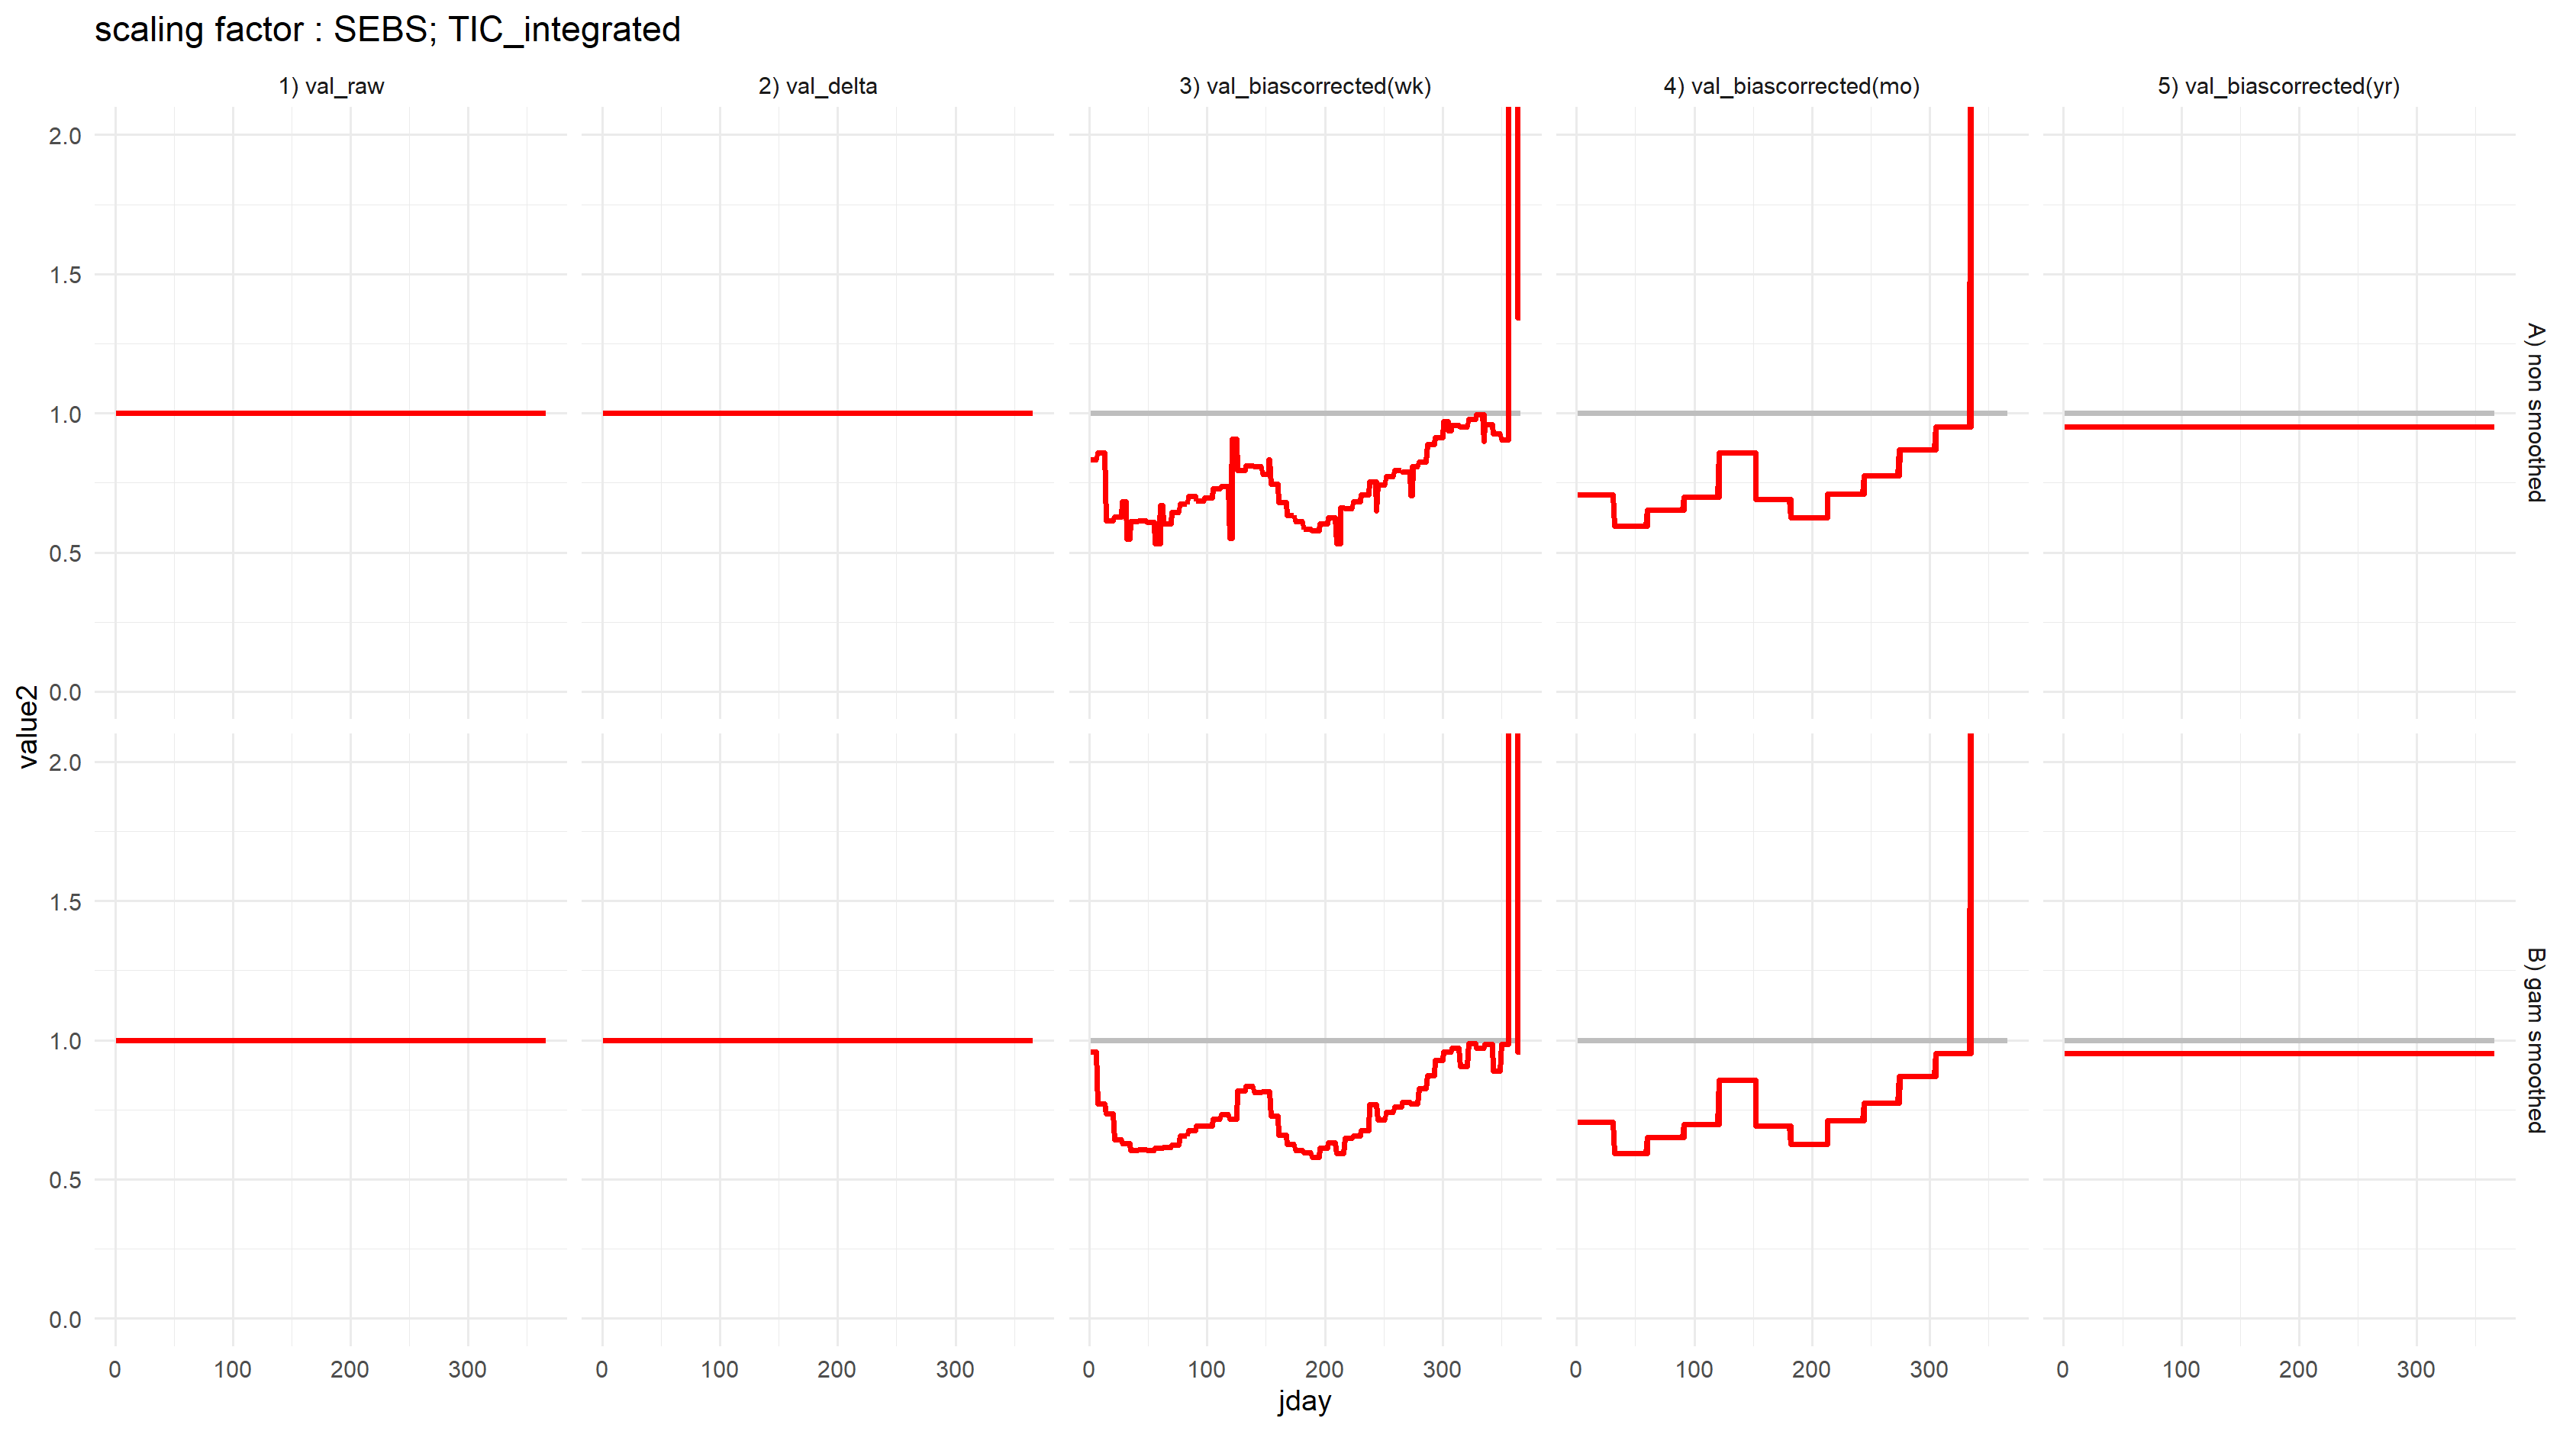 scaling factor : SEBS; TIC_integrated
1) val_raw
2) val_delta
3) val_biascorrected(wk)
4) val_biascorrected(mo)
5) val_biascorrected(yr)
2.0
1.5
1.0
0.5
0.0
A) non smoothed
value2
2.0
1.5
1.0
0.5
0.0
B) gam smoothed
0 100 200 300
0 100 200 300
0 100 200 300
0 100 200 300
0 100 200 300
jday